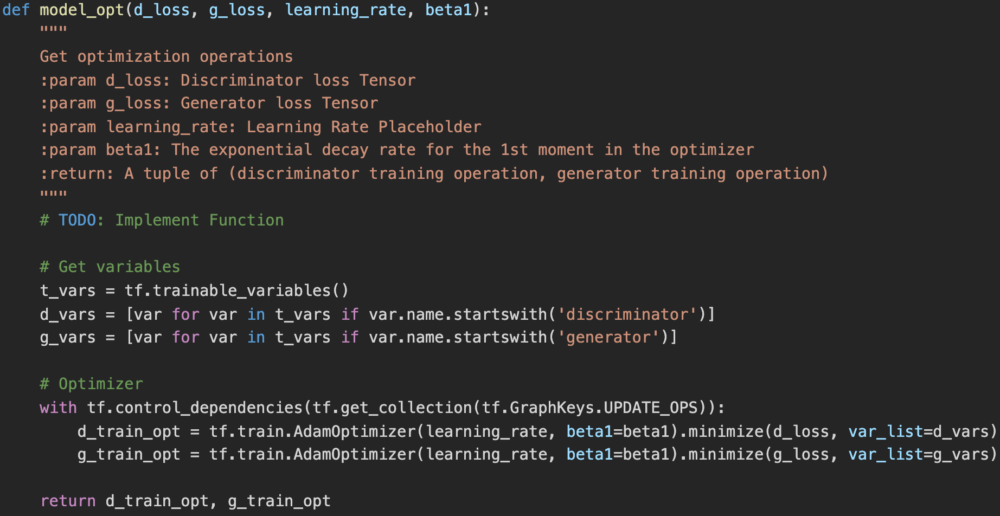 def model_opt(d_loss, g_loss, learning_rate, beta1):
    """
    Get optimization operations
    :param d_loss: Discriminator loss Tensor
    :param g_loss: Generator loss Tensor
    :param learning_rate: Learning Rate Placeholder
    :param beta1: The exponential decay rate for the 1st moment in the optimizer
    :return: A tuple of (discriminator training operation, generator training operation)
    """
    # TODO: Implement Function

    # Get variables
    t_vars = tf.trainable_variables()
    d_vars = [var for var in t_vars if var.name.startswith('discriminator')]
    g_vars = [var for var in t_vars if var.name.startswith('generator')]

    # Optimizer
    with tf.control_dependencies(tf.get_collection(tf.GraphKeys.UPDATE_OPS)):
        d_train_opt = tf.train.AdamOptimizer(learning_rate, beta1=beta1).minimize(d_loss, var_list=d_vars)
        g_train_opt = tf.train.AdamOptimizer(learning_rate, beta1=beta1).minimize(g_loss, var_list=g_vars)

    return d_train_opt, g_train_opt